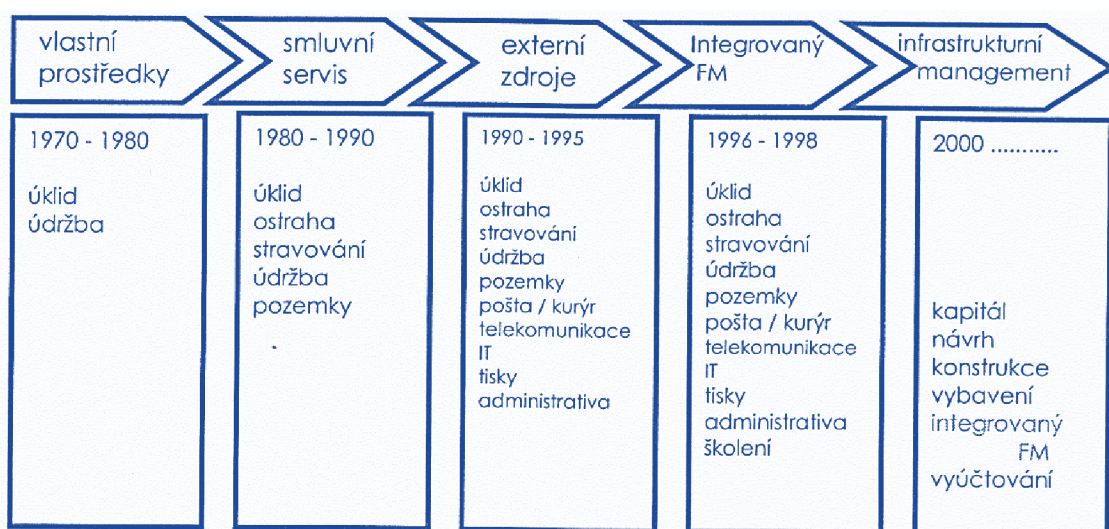 vlastní
prostředky
smluvní
servis
externí
zdroje
Integrovaný
FM
infrastrukturní
management
1970 - 1980
úklid
údržba
1980 - 1990
úklid
ostraha
stravování
údržba
pozemky
1990 - 1995
úklid
ostraha
stravování
údržba
pozemky
pošta / kurýr
telekomunikace
IT
tisky
administrativa
1996 - 1998
úklid
ostraha
stravování
údržba
pozemky
pošta / kurýr
telekomunikace
IT
tisky
administrativa
školení
2000 ...........
kapitál
návrh
konstrukce
vybavení
integrovaný
FM
vyúčtování